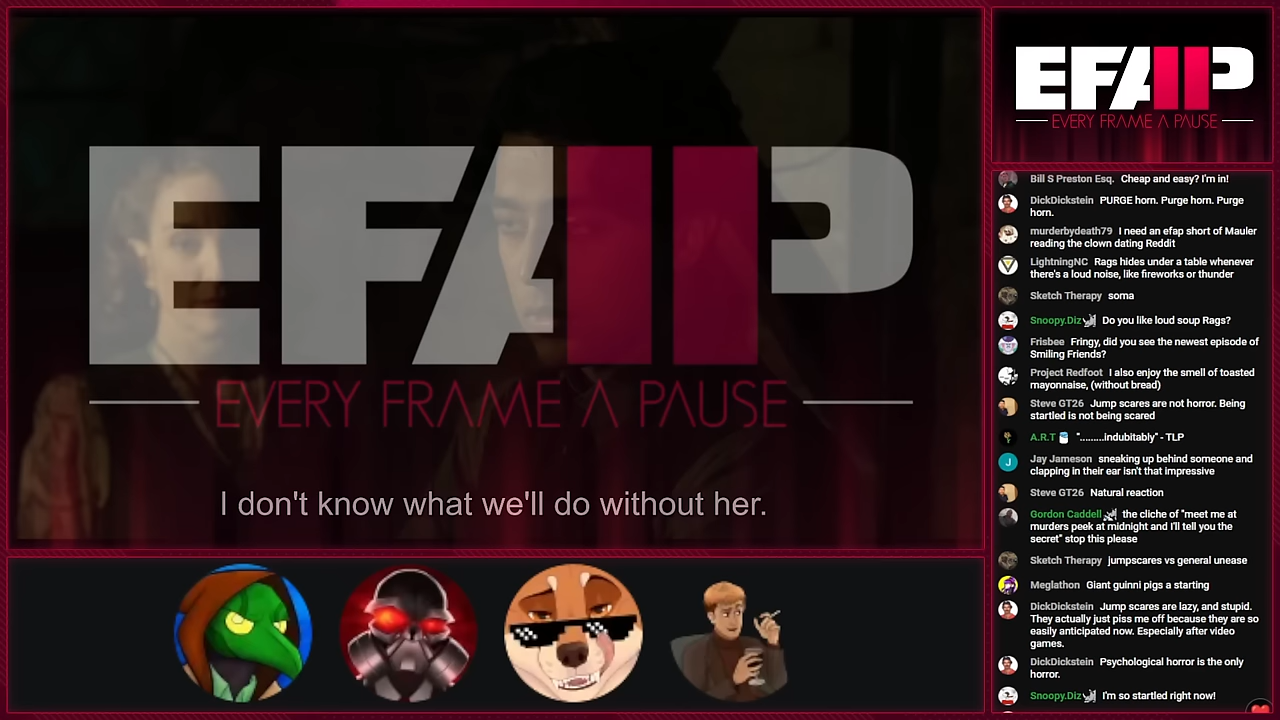 EFAP
EVERY FRAME A PAUSE
I don't know what we'll do without her.
EFAP
EVERY FRAME A PAUSE
Bill S Preston Esq. Cheap and easy? I'm in!
DickDickstein PURGE horn. Purge horn. Purge
horn.
murderbydeath79 I need an efap short of Mauler
reading the clown dating Reddit
LightningNC Rags hides under a table whenever
there's a loud noise, like fireworks or thunder
Sketch Therapy soma
Snoopy.Diz Do you like loud soup Rags?
Frisbee Fringy, did you see the newest episode of
Smiling Friends?
Project Redfoot I also enjoy the smell of toasted
mayonnaise, (without bread)
Steve GT26 Jump scares are not horror. Being
startled is not being scared
A.R.T ".........Indubitably" - TLP
J
Jay Jameson sneaking up behind someone and
clapping in their ear isn't that impressive
Steve GT26 Natural reaction
Gordon Caddell the cliche of "meet me at
murders peek at midnight and I'll tell you the
secret" stop this please
Sketch Therapy jumpscares vs general unease
Meglathon Giant guinni pigs a starting
DickDickstein Jump scares are lazy, and stupid.
They actually just piss me off because they are so
easily anticipated now. Especially after video
games.
DickDickstein Psychological horror is the only
horror.
Snoopy.Diz I'm so startled right now!